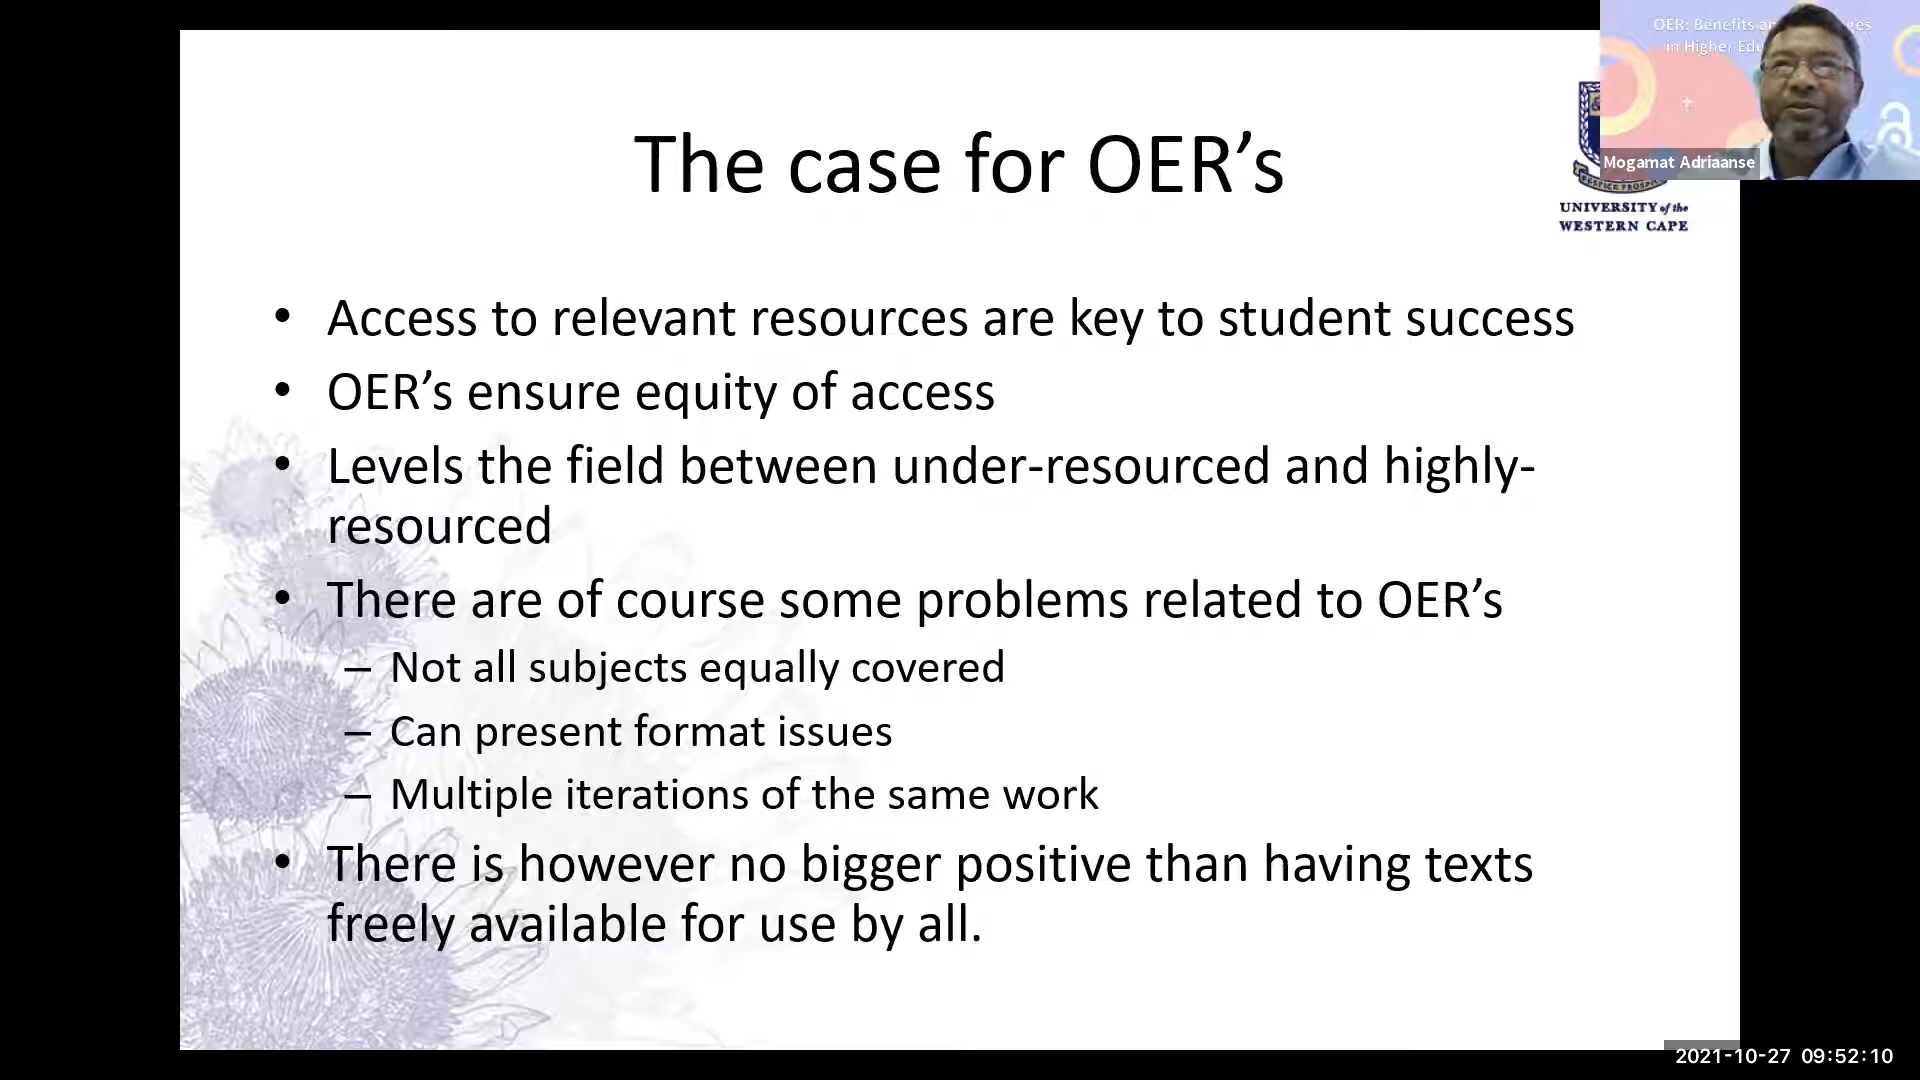 The case for OER’s
OER: Benefits
in Higher
Mogamat Adriaanse
UNIVERSITY of the
WESTERN CAPE
• Access to relevant resources are key to student success
• OER’s ensure equity of access
• Levels the field between under-resourced and highly-
resourced
• There are of course some problems related to OER’s
– Not all subjects equally covered
– Can present format issues
– Multiple iterations of the same work
• There is however no bigger positive than having texts
freely available for use by all.
2021-10-27 09:52:10